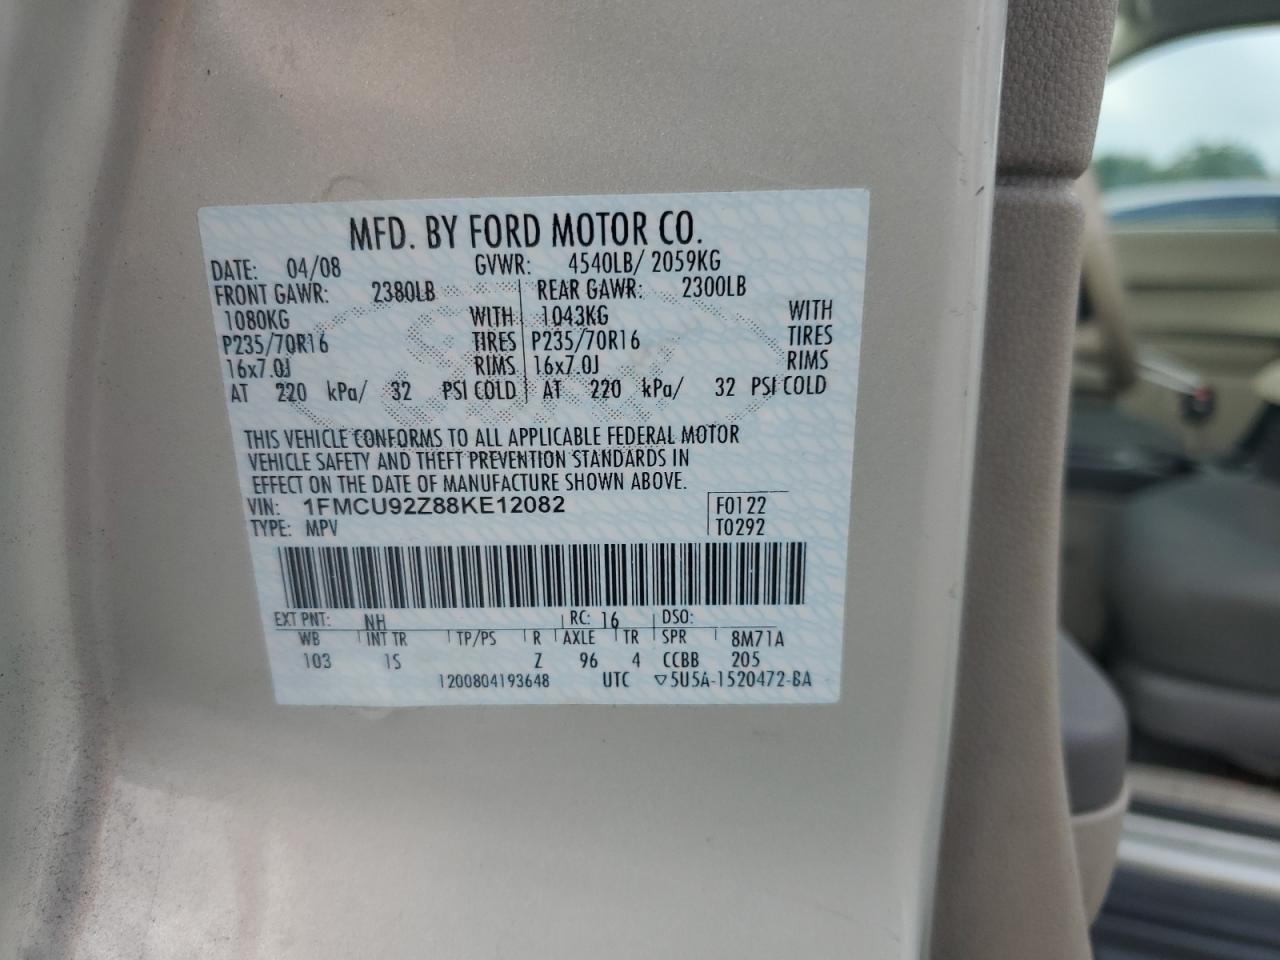 MFD. BY FORD MOTOR CO.
DATE: 04/08 GVWR: 4540LB/ 2059KG
FRONT GAWR: 2380LB REAR GAWR: 2300LB
1080KG WITH 1043KG WITH
P235/70R16 TIRES P235/70R16 TIRES
16x7.0J RIMS 16x7.0J RIMS
AT 220 kPa/ 32 PSI COLD AT 220 kPa/ 32 PSI COLD
THIS VEHICLE CONFORMS TO ALL APPLICABLE FEDERAL MOTOR
VEHICLE SAFETY AND THEFT PREVENTION STANDARDS IN
EFFECT ON THE DATE OF MANUFACTURE SHOWN ABOVE.
VIN: 1FMCU92Z88KE12082 F0122
TYPE: MPV T0292
EXT PNT: NH RC: 16 DSO:
WB INT TR TP/PS R AXLE TR SPR 8M71A
103 IS Z 96 4 CCBB 205
1200804193648 UTC ▽5U5A-1520472-BA